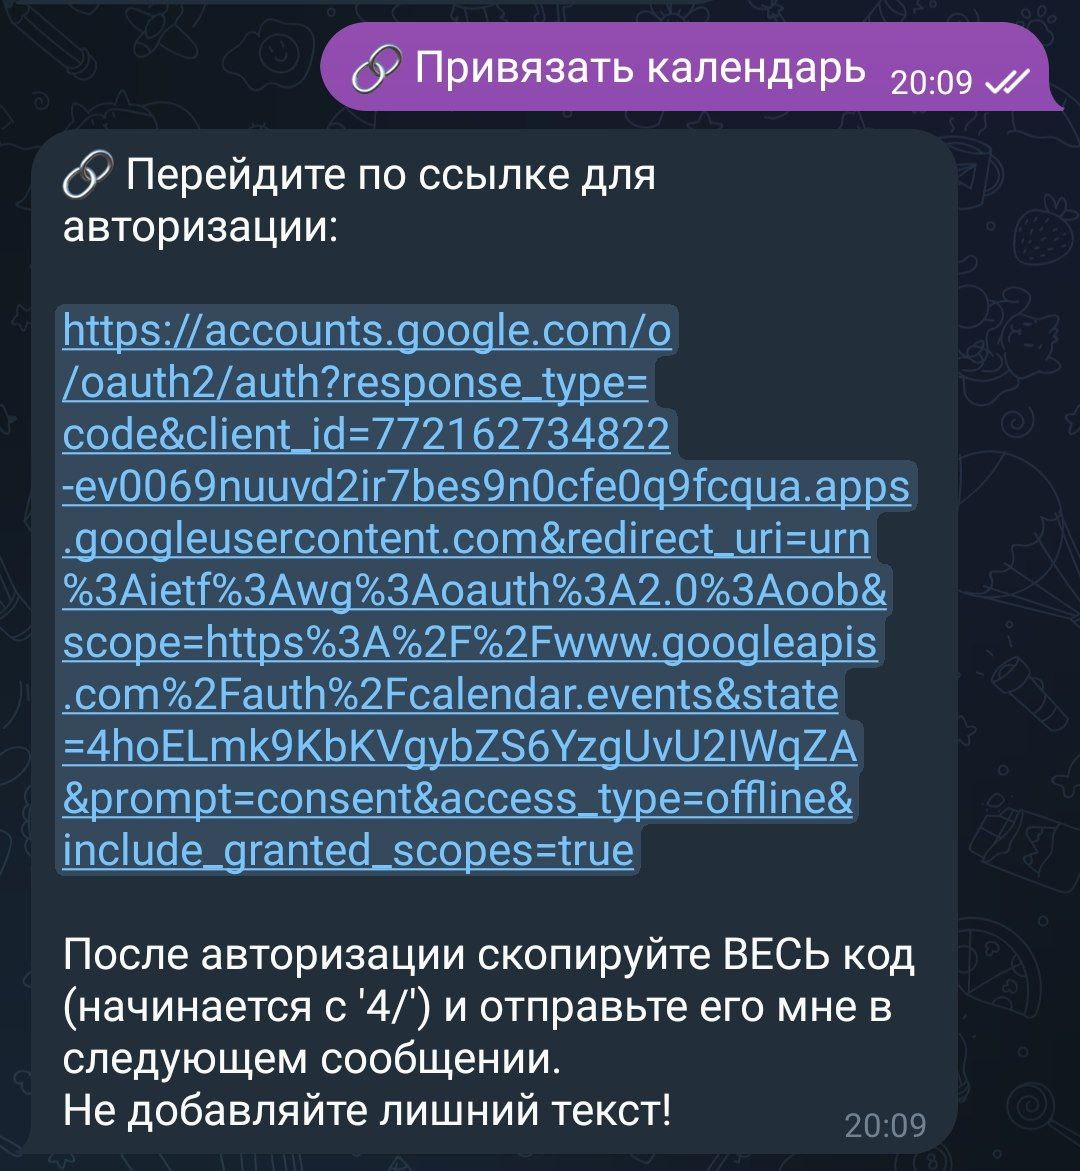 🔗 Привязать календарь 20:09
🔗 Перейдите по ссылке для
авторизации:
https://accounts.google.com/o
/oauth2/auth?response_type=
code&client_id=772162734822
-ev0069nuuvd2ir7bes9n0cfe0q9fcqua.apps
.googleusercontent.com&redirect_uri=urn
%3Aietf%3Awg%3Aoauth%3A2.0%3Aoob&
scope=https%3A%2F%2Fwww.googleapis
.com%2Fauth%2Fcalendar.events&state
=4hoELmk9KbKVgybZS6YzgUvU2IWqZA
&prompt=consent&access_type=offline&
include_granted_scopes=true
После авторизации скопируйте ВЕСЬ код
(начинается с '4/') и отправьте его мне в
следующем сообщении.
Не добавляйте лишний текст!
20:09